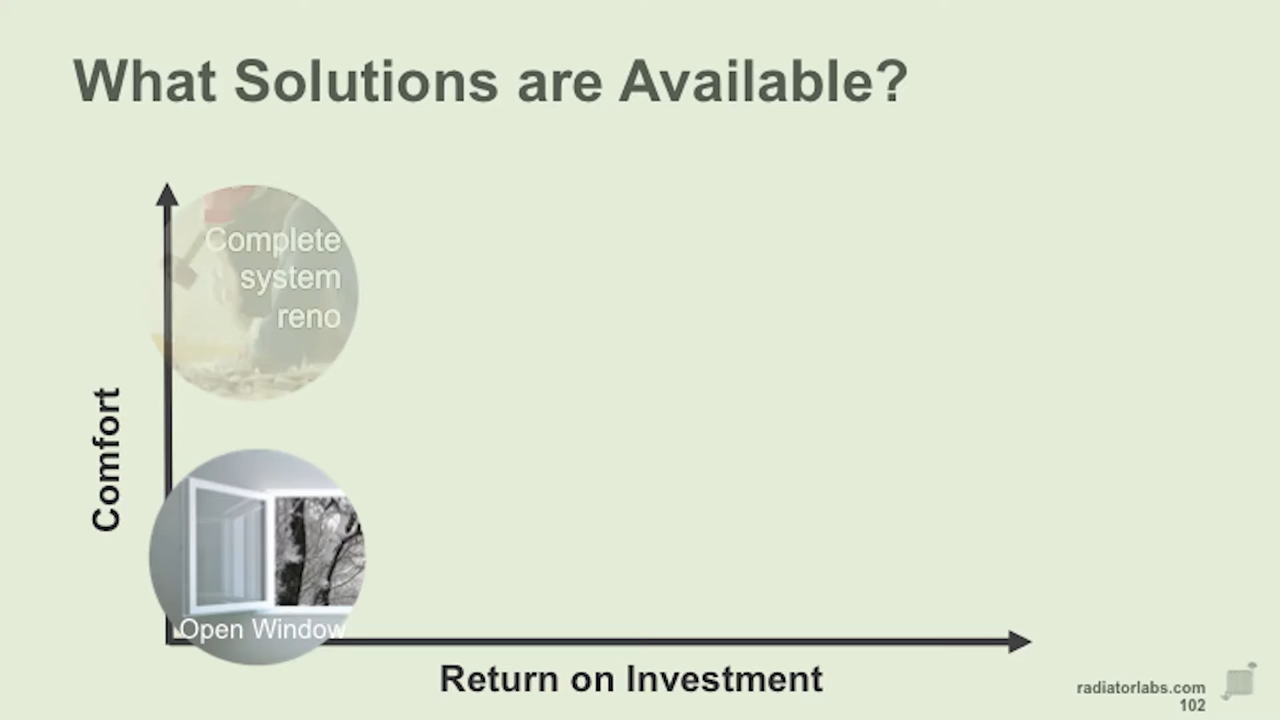 What Solutions are Available?
Complete
system
reno
Comfort
Open Window
Return on Investment
radiatorlabs.com
102